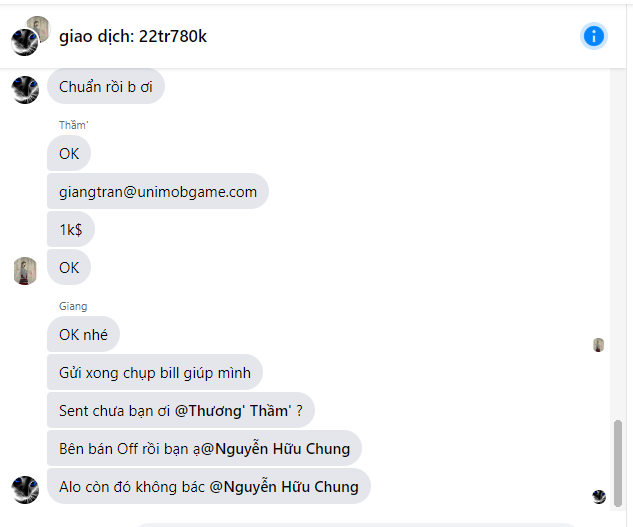 giao dịch: 22tr780k
Chuẩn rồi b ơi
Thầm'
OK
giangtran@unimobgame.com
1k$
OK
Giang
OK nhé
Gửi xong chụp bill giúp mình
Sent chưa bạn ơi @Thương' Thầm' ?
Bên bán Off rồi bạn ạ@Nguyễn Hữu Chung
Alo còn đó không bác @Nguyễn Hữu Chung